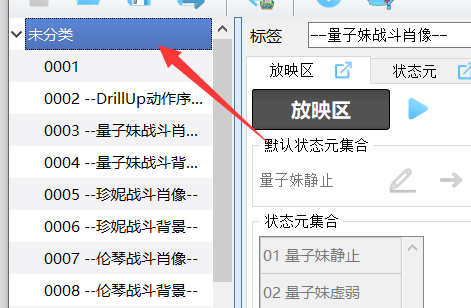 未分类
0001
0002 --DrillUp动作序...
0003 --量子妹战斗肖...
0004 --量子妹战斗背...
0005 --珍妮战斗肖像--
0006 --珍妮战斗背景--
0007 --伦琴战斗肖像--
0008 --伦琴战斗背景--
标签
--量子妹战斗肖像--
放映区
状态元
放映区
默认状态元集合
量子妹静止
状态元集合
01 量子妹静止
02 量子妹虚弱